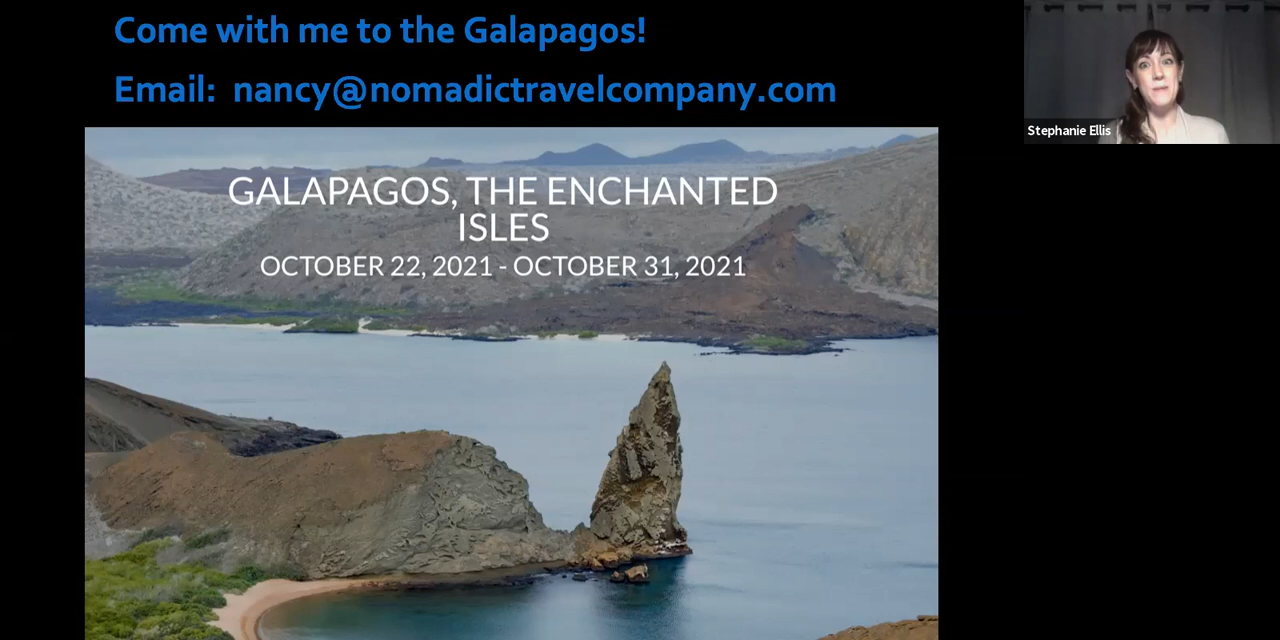 Come with me to the Galapagos!
Email: nancy@nomadictravelcompany.com
Stephanie Ellis
GALAPAGOS, THE ENCHANTED
ISLES
OCTOBER 22, 2021 - OCTOBER 31, 2021